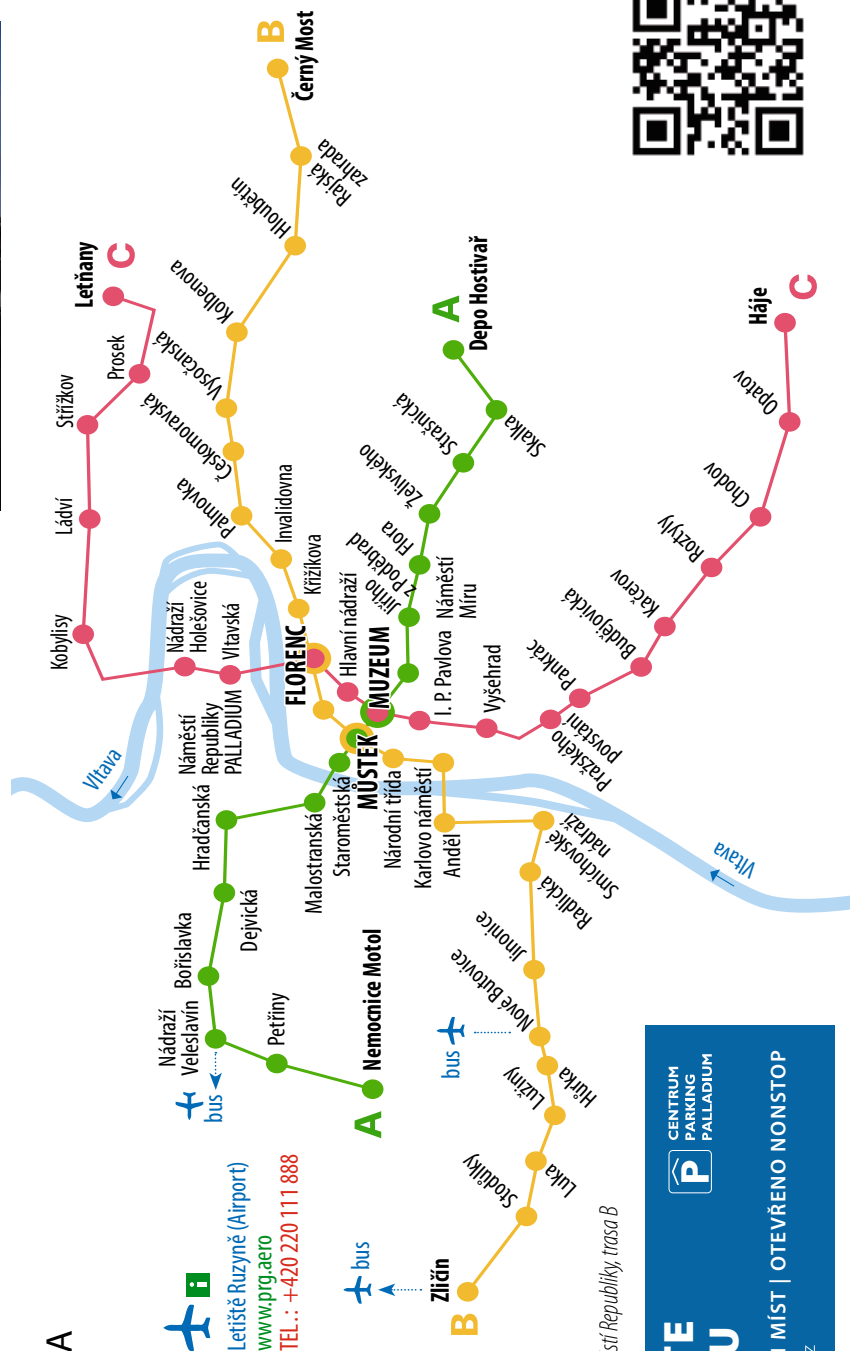 A
Letiště Ruzyně (Airport)
www.prg.aero
TEL.: +420 220 111 888
i
bus
bus
bus
A
Nemocnice Motol
Petřiny
Nádraží
Veleslavín
Bořislavka
Dejvická
Hradčanská
Malostranská
Staroměstská
MŮSTEK
MUZEUM
Náměstí
Míru
Jiřího
z Poděbrad
Flora
Želivského
Strašnická
Skalka
Depo Hostivař
A
B
Zličín
Stodůlky
Luka
Lužiny
Hůrka
Nové Butovice
Jinonice
Radlická
Smíchovské
nádraží
Anděl
Karlovo náměstí
Národní třída
Náměstí
Republiky
PALLADIUM
FLORENC
Křižíkova
Invalidovna
Palmovka
Českomoravská
Vysočanská
Kolbenova
Hloubětín
Rajská
zahrada
Černý Most
B
Letňany
C
Prosek
Střížkov
Ládví
Kobylisy
Nádraží
Holešovice
Vltavská
Hlavní nádraží
I. P. Pavlova
Vyšehrad
Pražského
povstání
Pankrác
Budějovická
Kačerov
Roztyly
Chodov
Opatov
Háje
C
Vltava
Vltava
Republiky, trasa B
P
CENTRUM
PARKING
PALLADIUM
TE
U
MÍST | OTEVŘENO NONSTOP
z